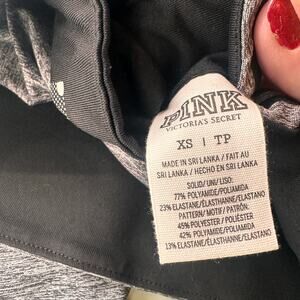 PINK
VICTORIA'S SECRET
XS | TP
MADE IN SRI LANKA / FAIT AU
SRI LANKA / HECHO EN SRI LANKA
SOLID/UNI/LISO:
77% POLYAMIDE/POLIAMIDA
23% ELASTANE/ÉLASTHANNE/ELASTANO
PATTERN/MOTIF/PATRÓN:
45% POLYESTER/POLIÉSTER
42% POLYAMIDE/POLIAMIDA
13% ELASTANE/ÉLASTHANNE/ELASTANO